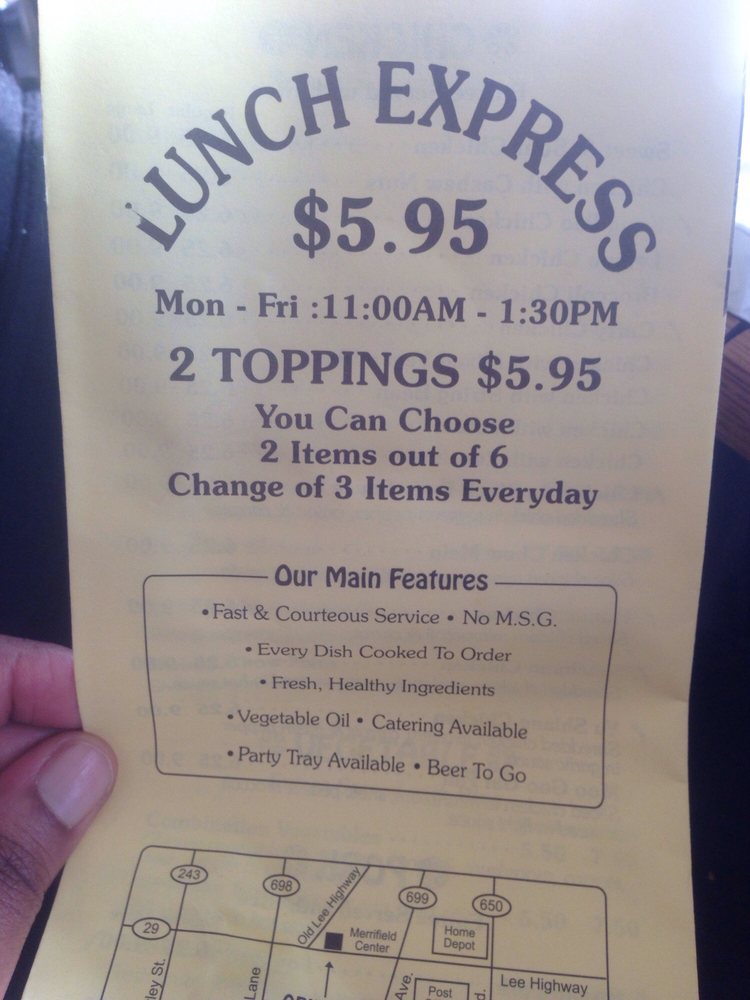 LUNCH EXPRESS
$5.95
Mon - Fri :11:00AM - 1:30PM
2 TOPPINGS $5.95
You Can Choose
2 Items out of 6
Change of 3 Items Everyday
Our Main Features
•Fast & Courteous Service • No M.S.G.
• Every Dish Cooked To Order
• Fresh, Healthy Ingredients
•Vegetable Oil • Catering Available
•Party Tray Available • Beer To Go
243
698
Old Lee Highway
699
650
29
Merrifield
Center
Home
Depot
Lee Highway
ley St.
Lane
Ave.
Post